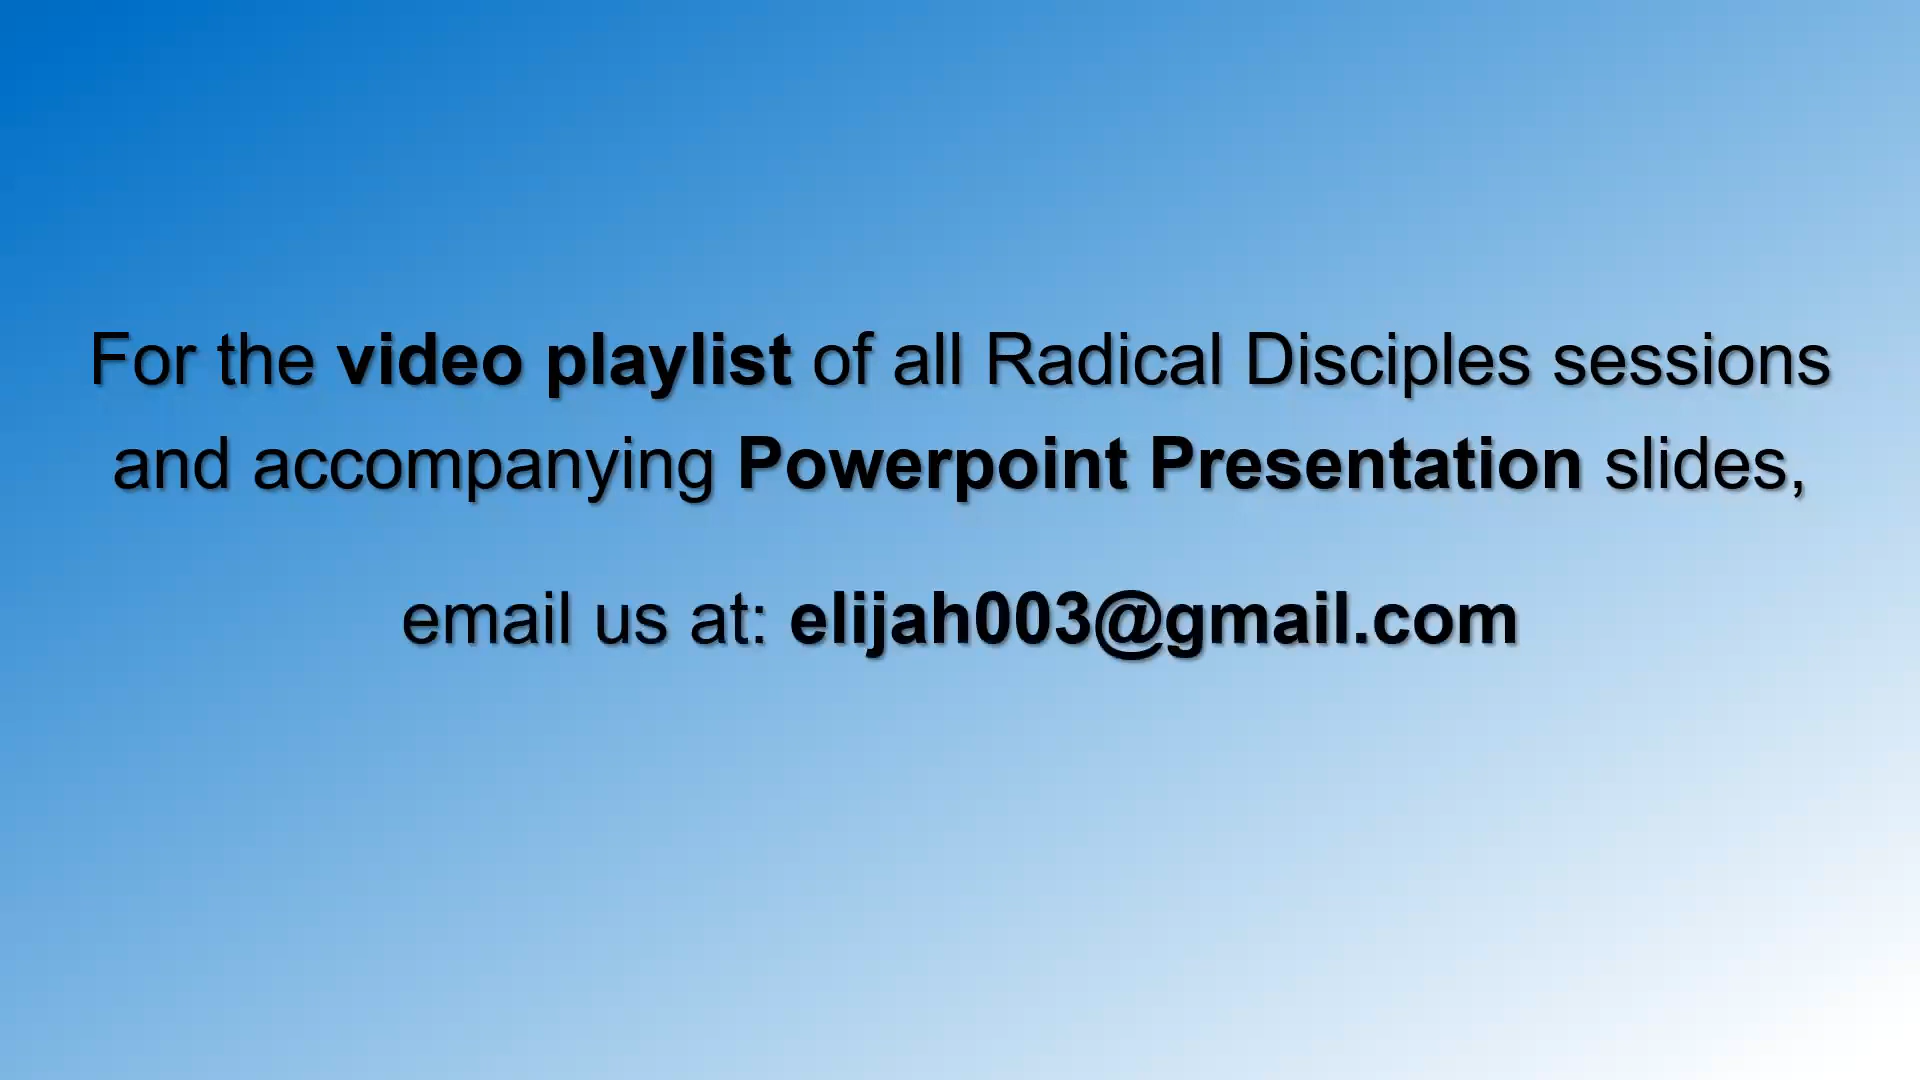 For the video playlist of all Radical Disciples sessions
and accompanying Powerpoint Presentation slides,
email us at: elijah003@gmail.com